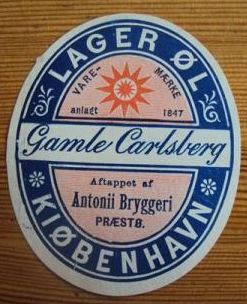 LAGER ØL
VARE- MÆRKE
anlagt 1847
Gamle Carlsberg
Aftappet af
Antonii Bryggeri
PRÆSTØ.
KIØBENHAVN